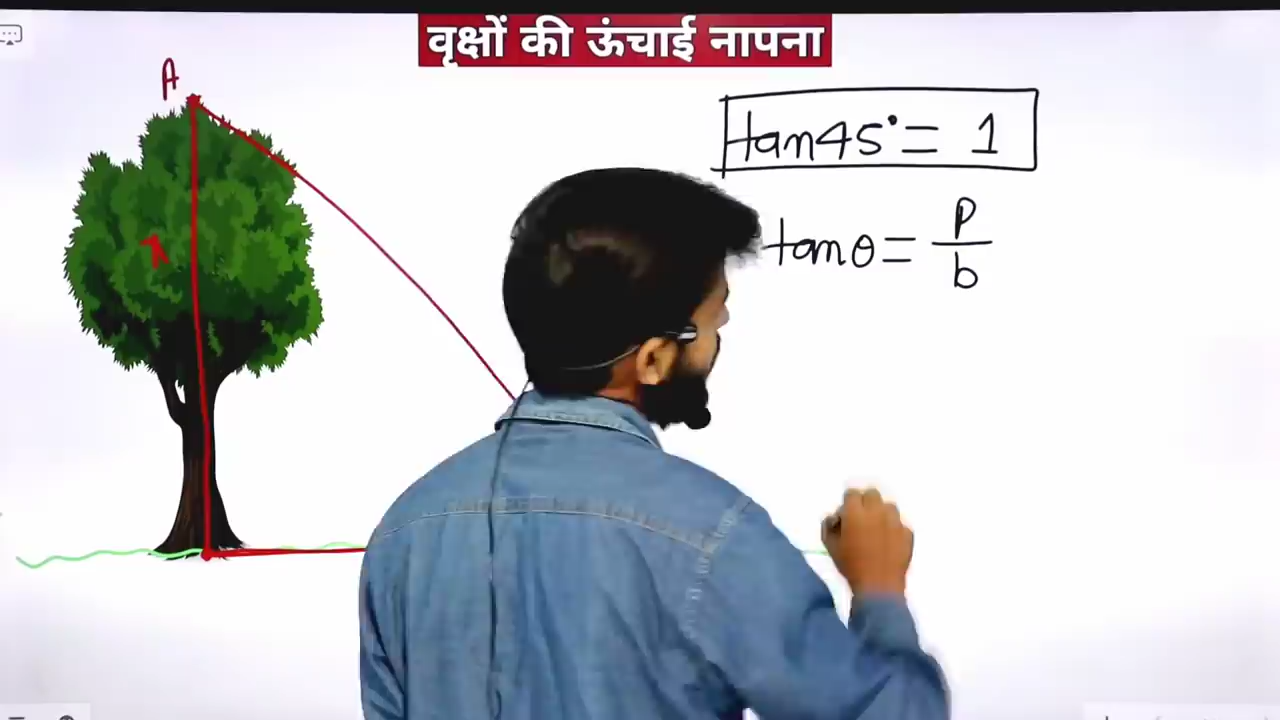 वृक्षों की ऊंचाई नापना
A
tan45° = 1
tanθ = p/b